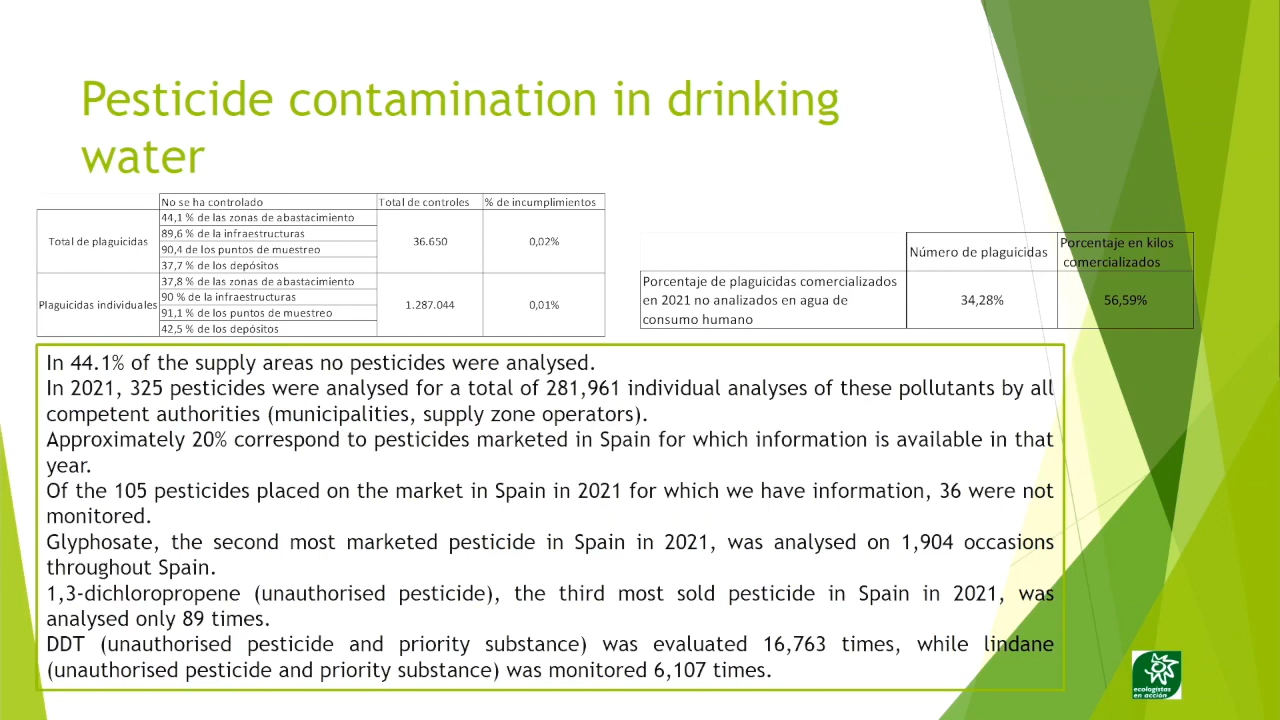 Pesticide contamination in drinking
water
No se ha controlado Total de controles % de incumplimientos
Total de plaguicidas
44,1 % de las zonas de abastacimiento
89,6 % de la infraestructuras
90,4 de los puntos de muestreo
37,7 % de los depósitos
36.650
0,02%
Plaguicidas individuales
37,8 % de las zonas de abastacimiento
90 % de la infraestructuras
91,1 % de los puntos de muestreo
42,5 % de los depósitos
1.287.044
0,01%
Número de plaguicidas
Porcentaje en kilos
comercializados
Porcentaje de plaguicidas comercializados
en 2021 no analizados en agua de
consumo humano
34,28%
56,59%
In 44.1% of the supply areas no pesticides were analysed.
In 2021, 325 pesticides were analysed for a total of 281,961 individual analyses of these pollutants by all
competent authorities (municipalities, supply zone operators).
Approximately 20% correspond to pesticides marketed in Spain for which information is available in that
year.
Of the 105 pesticides placed on the market in Spain in 2021 for which we have information, 36 were not
monitored.
Glyphosate, the second most marketed pesticide in Spain in 2021, was analysed on 1,904 occasions
throughout Spain.
1,3-dichloropropene (unauthorised pesticide), the third most sold pesticide in Spain in 2021, was
analysed only 89 times.
DDT (unauthorised pesticide and priority substance) was evaluated 16,763 times, while lindane
(unauthorised pesticide and priority substance) was monitored 6,107 times.
ecologistas
en acción